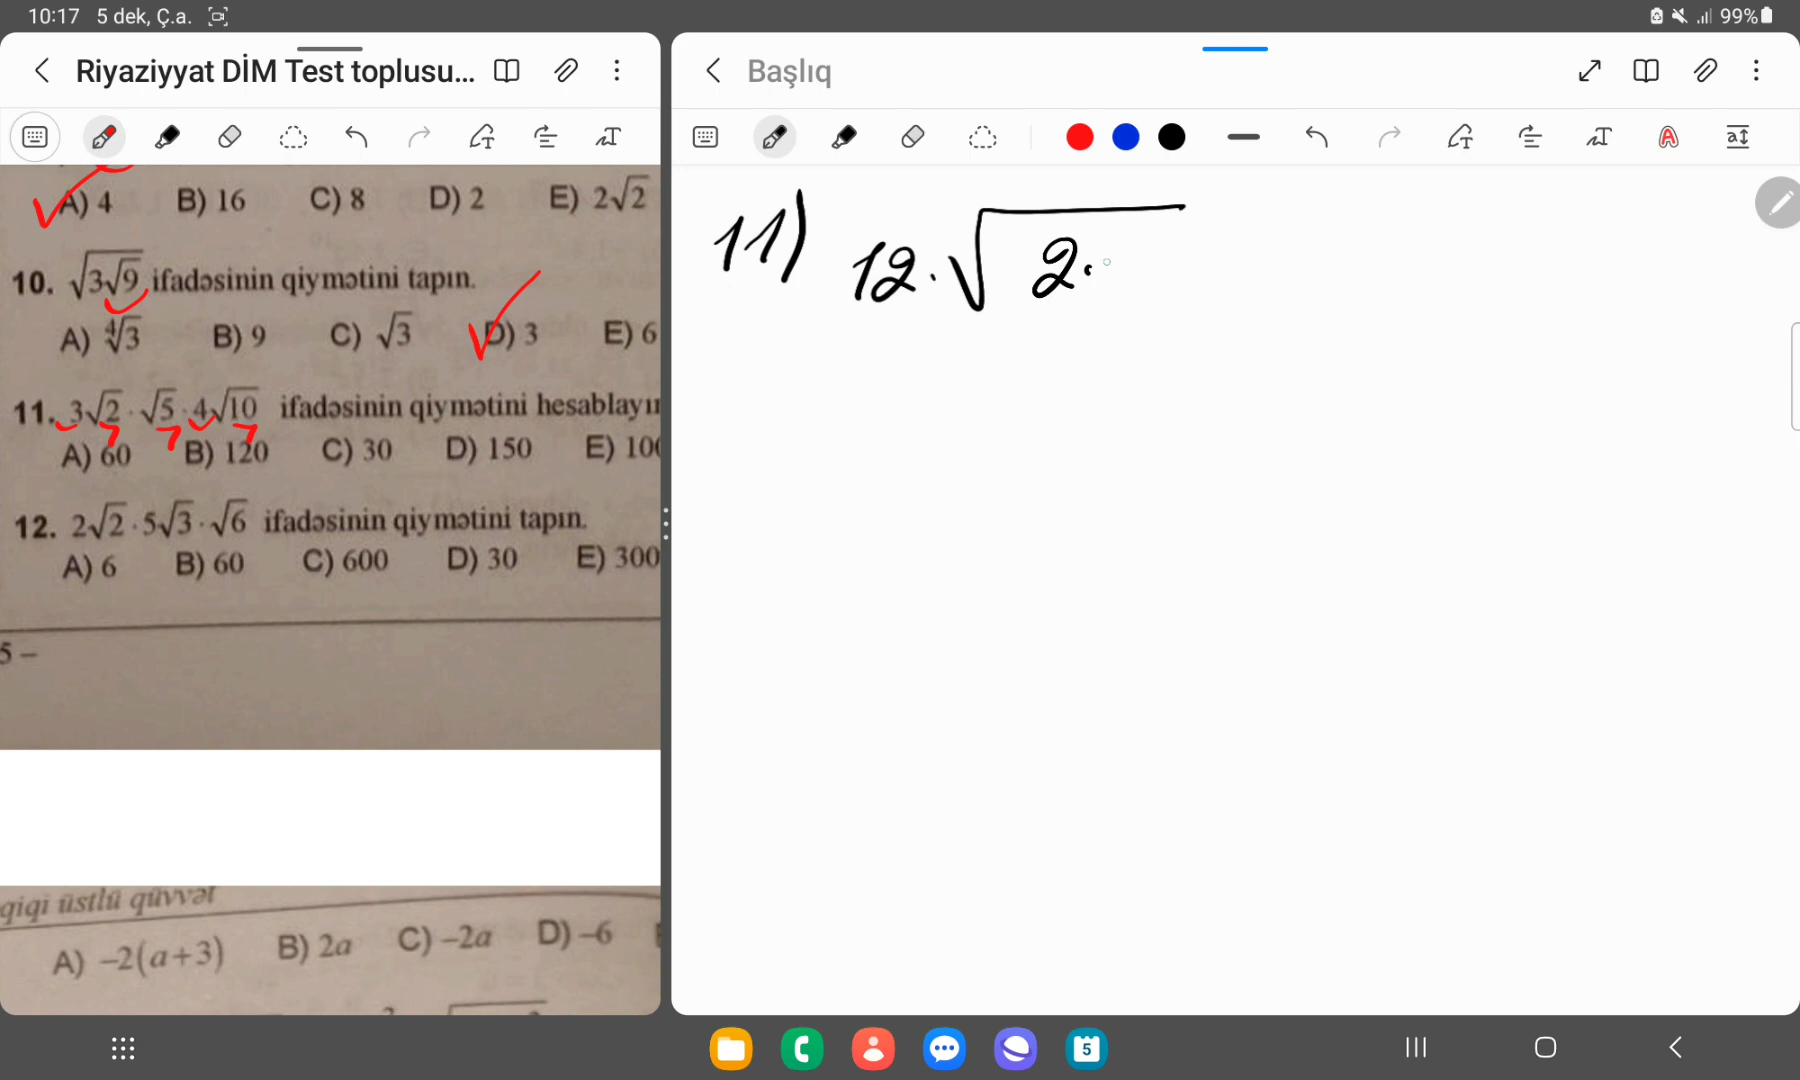 10:17 5 dek, Ç.a. 99%
Riyaziyyat DİM Test toplusu...
A) 4 B) 16 C) 8 D) 2 E) 2√2
10. √3√9 ifadəsinin qiymətini tapın.
A) ∜3 B) 9 C) √3 D) 3 E) 6
11. 3√2 · √5 · 4√10 ifadəsinin qiymətini hesablayı
A) 60 B) 120 C) 30 D) 150 E) 10
12. 2√2 · 5√3 · √6 ifadəsinin qiymətini tapın.
A) 6 B) 60 C) 600 D) 30 E) 300
5 –
qiqi üstlü qüvvət
A) –2(a+3) B) 2a C) –2a D) –6
Başlıq
11) 12·√2·
5